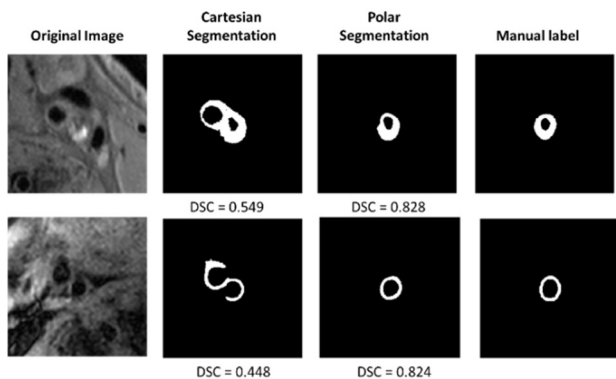 Original Image
Cartesian
Segmentation
Polar
Segmentation
Manual label
DSC = 0.549
DSC = 0.828
DSC = 0.448
DSC = 0.824